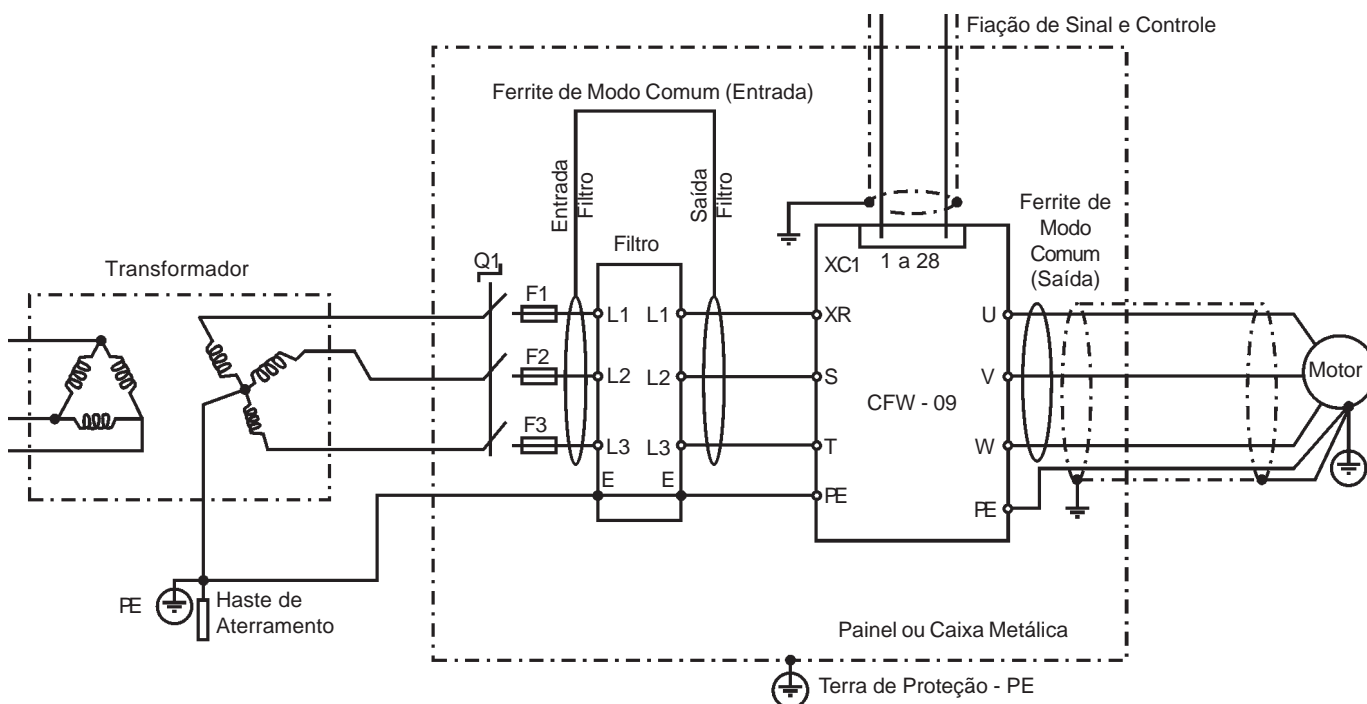 Fiação de Sinal e Controle
Ferrite de Modo Comum (Entrada)
Entrada
Filtro
Saída
Filtro
Ferrite de
Modo
Comum
(Saída)
Transformador
Q1
Filtro
XC1
1 a 28
F1
L1
L1
XR
U
F2
L2
L2
S
V
Motor
CFW - 09
F3
L3
L3
T
W
E
E
PE
PE
PE
Haste de
Aterramento
Painel ou Caixa Metálica
Terra de Proteção - PE